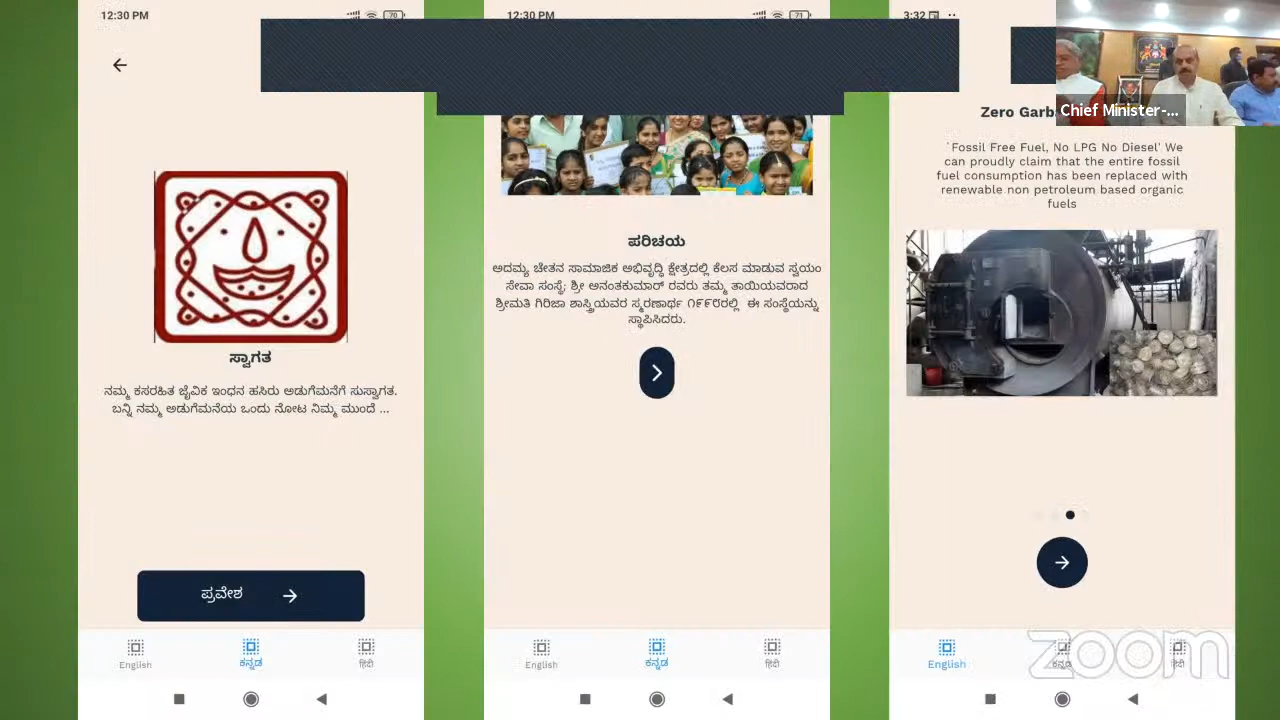 12:30 PM
70
ಸ್ವಾಗತ
ನಮ್ಮ ಕಸರಹಿತ ಜೈವಿಕ ಇಂಧನ ಹಸಿರು ಅಡುಗೆಮನೆಗೆ ಸುಸ್ವಾಗತ.
ಬನ್ನಿ ನಮ್ಮ ಅಡುಗೆಮನೆಯ ಒಂದು ನೋಟ ನಿಮ್ಮ ಮುಂದೆ ...
ಪ್ರವೇಶ
English
ಕನ್ನಡ
हिंदी
12:30 PM
71
ಪರಿಚಯ
ಅದಮ್ಯ ಚೇತನ ಸಾಮಾಜಿಕ ಅಭಿವೃದ್ಧಿ ಕ್ಷೇತ್ರದಲ್ಲಿ ಕೆಲಸ ಮಾಡುವ ಸ್ವಯಂ
ಸೇವಾ ಸಂಸ್ಥೆ; ಶ್ರೀ ಅನಂತಕುಮಾರ್ ರವರು ತಮ್ಮ ತಾಯಿಯವರಾದ
ಶ್ರೀಮತಿ ಗಿರಿಜಾ ಶಾಸ್ತ್ರಿಯವರ ಸ್ಮರಣಾರ್ಥ ೧೯೯೮ರಲ್ಲಿ ಈ ಸಂಸ್ಥೆಯನ್ನು
ಸ್ಥಾಪಿಸಿದರು.
English
ಕನ್ನಡ
हिंदी
3:32
Chief Minister-...
Zero Garb
`Fossil Free Fuel, No LPG No Diesel' We
can proudly claim that the entire fossil
fuel consumption has been replaced with
renewable non petroleum based organic
fuels
English
ಕನ್ನಡ
हिंदी
zoom